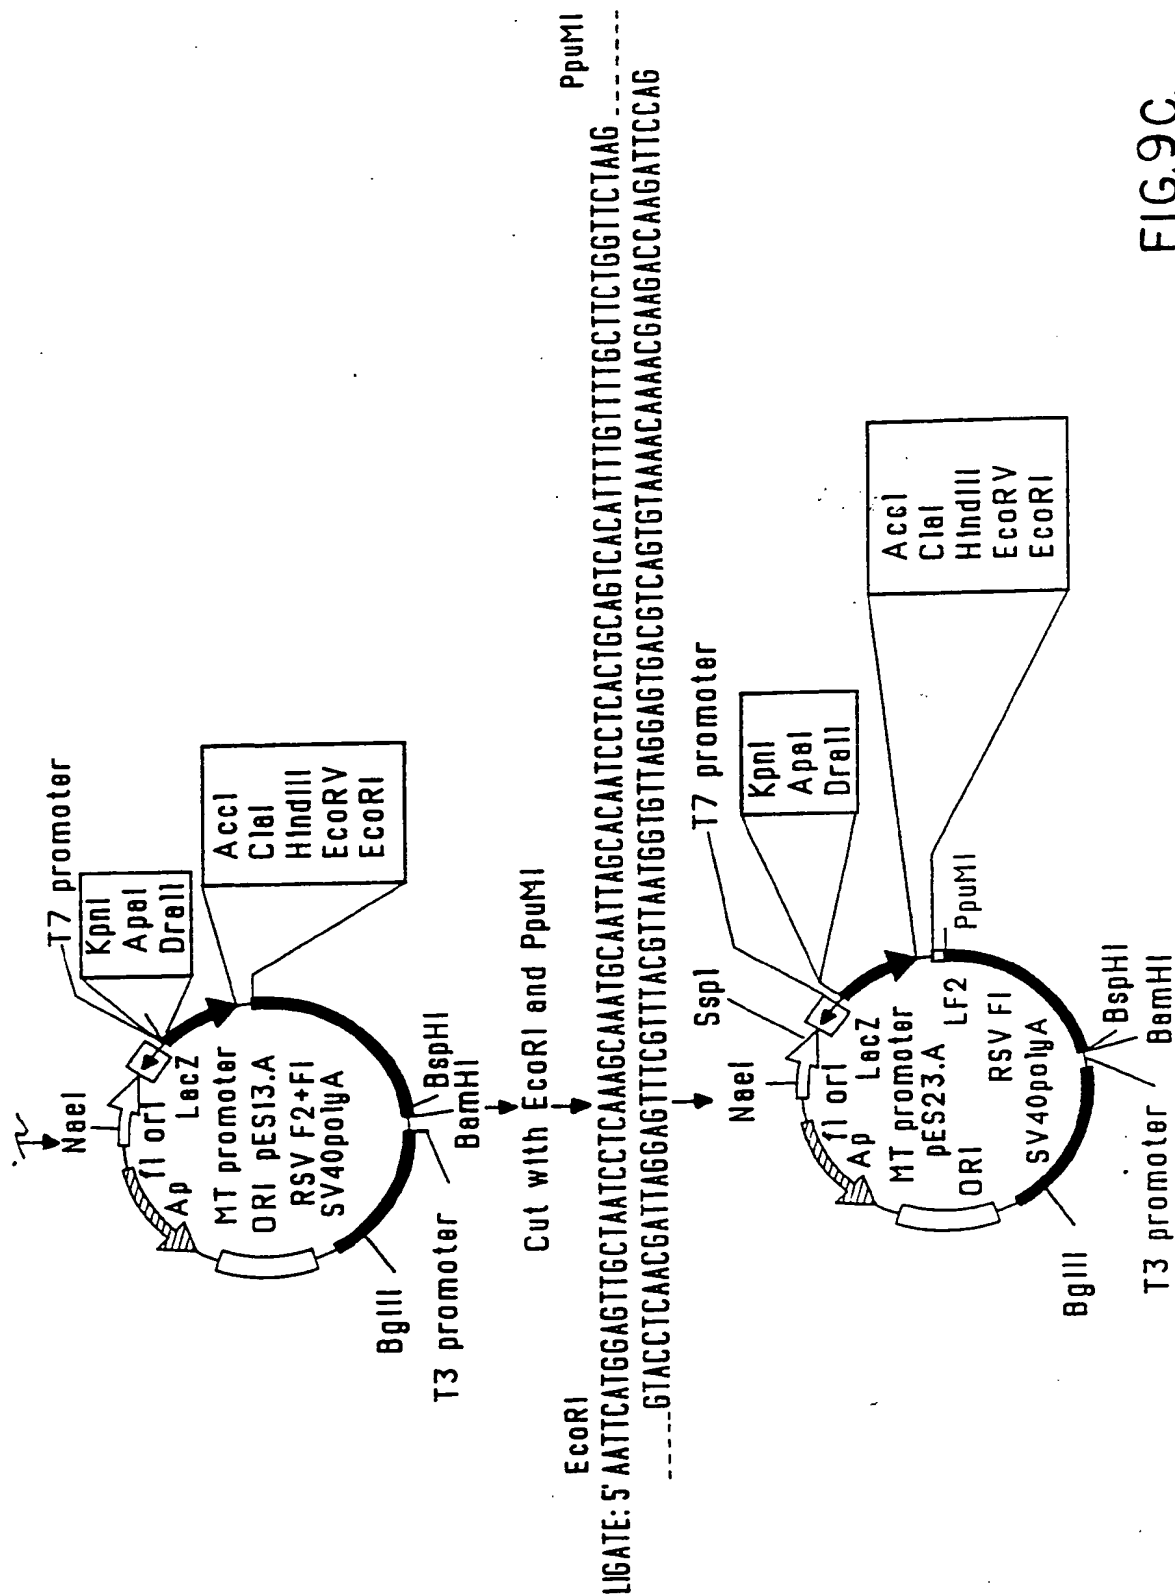 NaeI
T7 promoter
KpnI
ApaI
DraII
f1 ori
LacZ
Ap
MT promoter
ORI pES13.A
RSV F2+F1
SV40polyA
AccI
ClaI
HindIII
EcoRV
EcoRI
BspHI
BamHI
BglII
T3 promoter
Cut with EcoRI and PpuMI
EcoRI
PpuMI
LIGATE: 5' AATTCATGGAGTTGCTAATCCTCAAAGCAAATGCAATTAGCACAATCCTCACTGCAGTCACATTTGTTTTGCTTCTGGTTCTAAG
GTACCTCAACGATTAGGAGTTTCGTTTACGTTAATGGTGTTAGGAGTGACGTCAGTGTAAAACAAAACGAAGACCAAGATTCCAG
NaeI
SspI
T7 promoter
KpnI
ApaI
DraII
f1 ori
LacZ
Ap
MT promoter
pES23.A
ORI
LF2
RSV F1
SV40polyA
AccI
ClaI
HindIII
EcoRV
EcoRI
PpuMI
BspHI
BamHI
BglII
T3 promoter
FIG.9C.